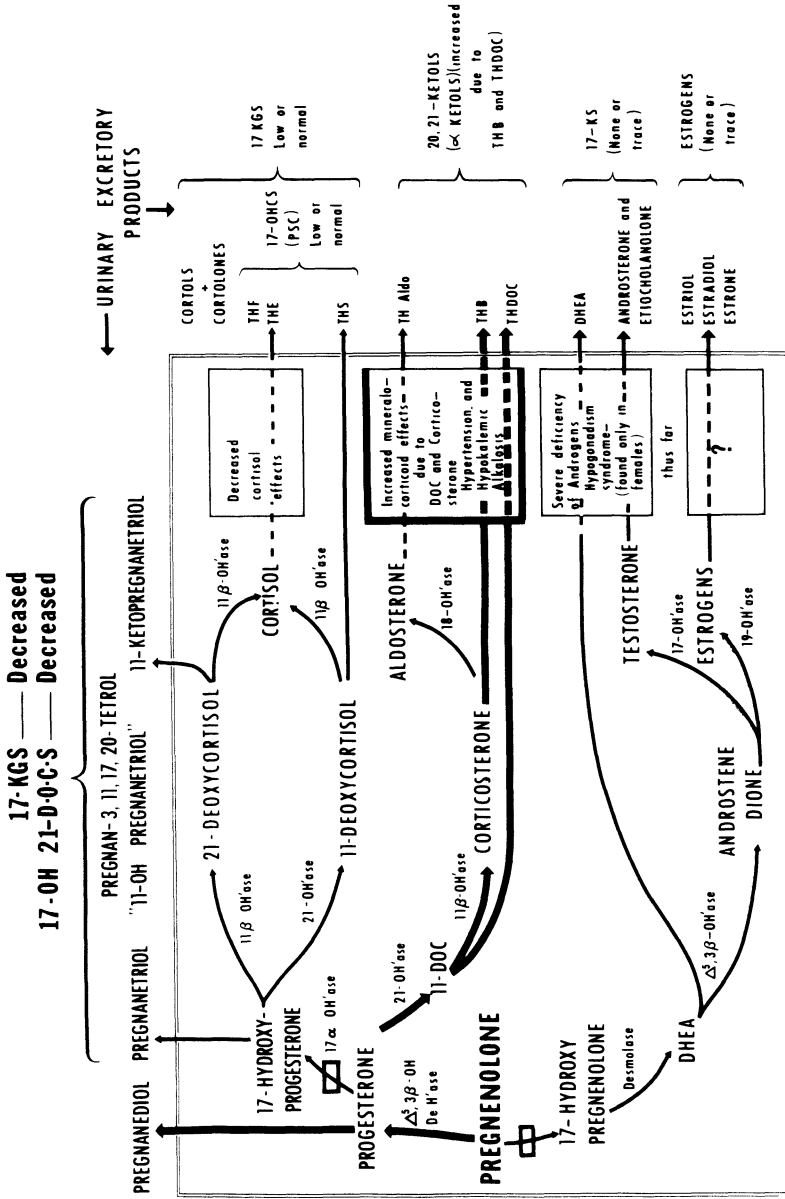 17-KGS — Decreased
17-OH 21-D·O·C·S — Decreased
PREGNANEDIOL
PREGNANETRIOL
PREGNAN-3, 11, 17, 20-TETROL
"11-OH PREGNANETRIOL"
11-KETOPREGNANETRIOL
← URINARY EXCRETORY
PRODUCTS →
17-HYDROXY-
PROGESTERONE
11β OH'ase
21-OH'ase
21-DEOXYCORTISOL
11-DEOXYCORTISOL
11β-OH'ase
11β OH'ase
CORTISOL
Decreased
cortisol
effects
CORTOLS
+
CORTOLONES
THF
THE
THS
17-OHCS
(PSC)
Low or
normal
17 KGS
Low or
normal
17α OH'ase
PROGESTERONE
21-OH'ase
11-DOC
11β-OH'ase
CORTICOSTERONE
18-OH'ase
ALDOSTERONE
Increased mineralo-
corticoid effects
due to
DOC and Cortico-
sterone
Hypertension, and
Hypokalemic
Alkalosis
TH Aldo
THB
THDOC
20, 21-KETOLS
(α KETOLS)(increased
due to
THB and THDOC)
Δ⁵,3β-OH
De H'ase
PREGNENOLONE
17-HYDROXY
PREGNENOLONE
Desmolase
DHEA
Δ⁵,3β-OH'ase
ANDROSTENE
DIONE
17-OH'ase
19-OH'ase
TESTOSTERONE
ESTROGENS
Severe deficiency
of Androgens
Hypogonadism
syndrome-
(found only in
females)
thus far
?
DHEA
ANDROSTERONE and
ETIOCHOLANOLONE
17-KS
(None or
trace)
ESTRIOL
ESTRADIOL
ESTRONE
ESTROGENS
(None or
trace)